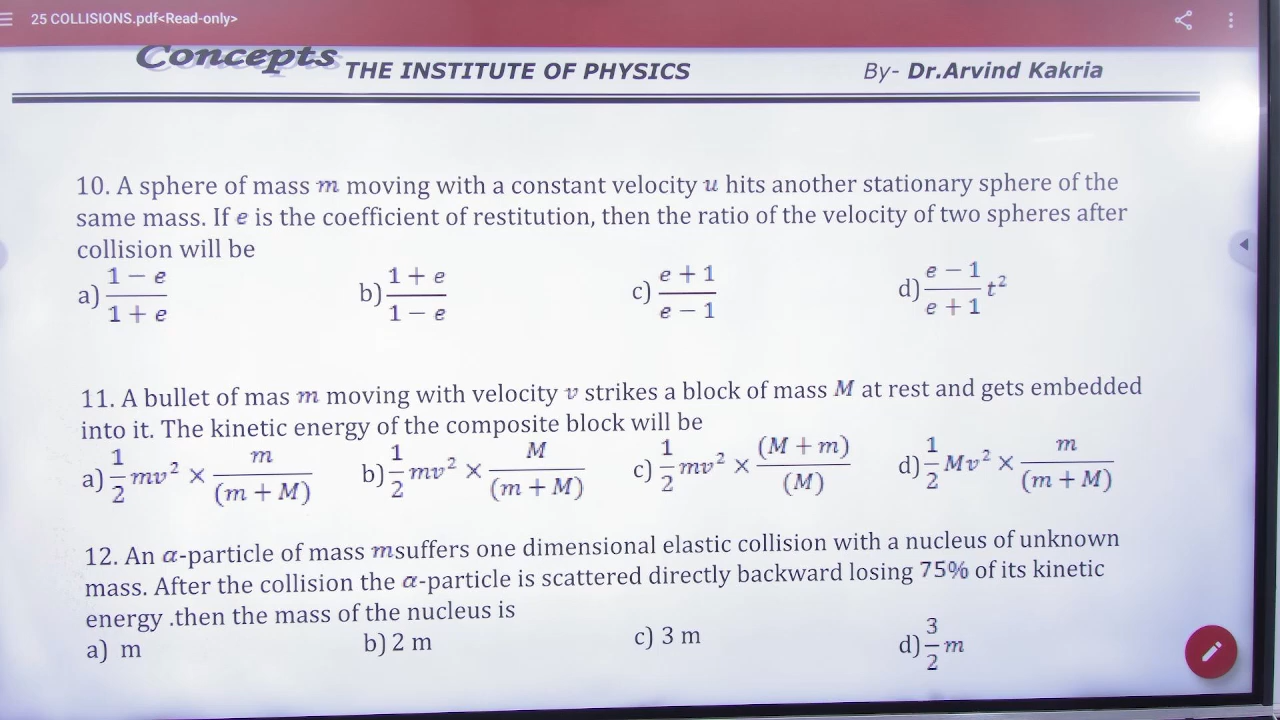 25 COLLISIONS.pdf<Read-only>
Concepts THE INSTITUTE OF PHYSICS By- Dr.Arvind Kakria
10. A sphere of mass m moving with a constant velocity u hits another stationary sphere of the
same mass. If e is the coefficient of restitution, then the ratio of the velocity of two spheres after
collision will be
a) (1 − e)/(1 + e) b) (1 + e)/(1 − e) c) (e + 1)/(e − 1) d) (e − 1)/(e + 1) t²
11. A bullet of mas m moving with velocity v strikes a block of mass M at rest and gets embedded
into it. The kinetic energy of the composite block will be
a) 1/2 mv² × m/(m + M) b) 1/2 mv² × M/(m + M) c) 1/2 mv² × (M + m)/(M) d) 1/2 Mv² × m/(m + M)
12. An α-particle of mass msuffers one dimensional elastic collision with a nucleus of unknown
mass. After the collision the α-particle is scattered directly backward losing 75% of its kinetic
energy .then the mass of the nucleus is
a) m b) 2 m c) 3 m d) 3/2 m